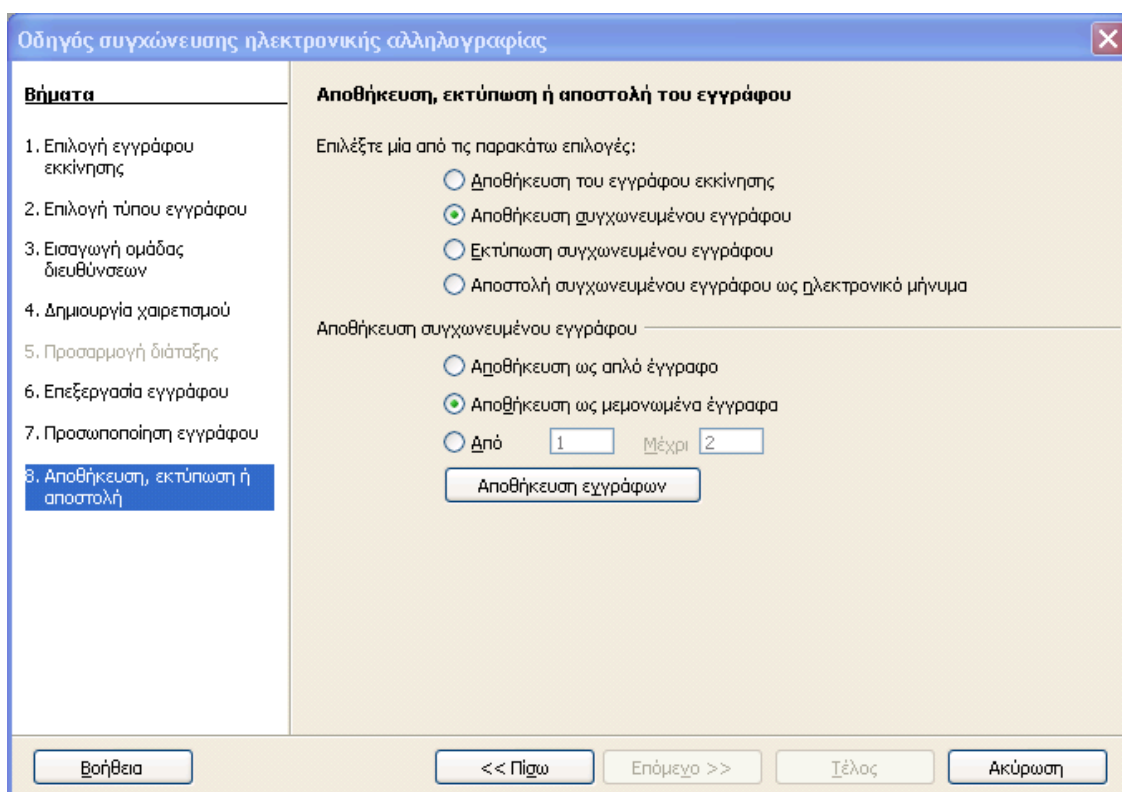 Οδηγός συγχώνευσης ηλεκτρονικής αλληλογραφίας
Βήματα
1. Επιλογή εγγράφου
εκκίνησης
2. Επιλογή τύπου εγγράφου
3. Εισαγωγή ομάδας
διευθύνσεων
4. Δημιουργία χαιρετισμού
5. Προσαρμογή διάταξης
6. Επεξεργασία εγγράφου
7. Προσωποποίηση εγγράφου
8. Αποθήκευση, εκτύπωση ή
αποστολή
Αποθήκευση, εκτύπωση ή αποστολή του εγγράφου
Επιλέξτε μία από τις παρακάτω επιλογές:
Αποθήκευση του εγγράφου εκκίνησης
Αποθήκευση συγχωνευμένου εγγράφου
Εκτύπωση συγχωνευμένου εγγράφου
Αποστολή συγχωνευμένου εγγράφου ως ηλεκτρονικό μήνυμα
Αποθήκευση συγχωνευμένου εγγράφου
Αποθήκευση ως απλό έγγραφο
Αποθήκευση ως μεμονωμένα έγγραφα
Από 1 Μέχρι 2
Αποθήκευση εγγράφων
Βοήθεια << Πίσω Επόμενο >> Τέλος Ακύρωση